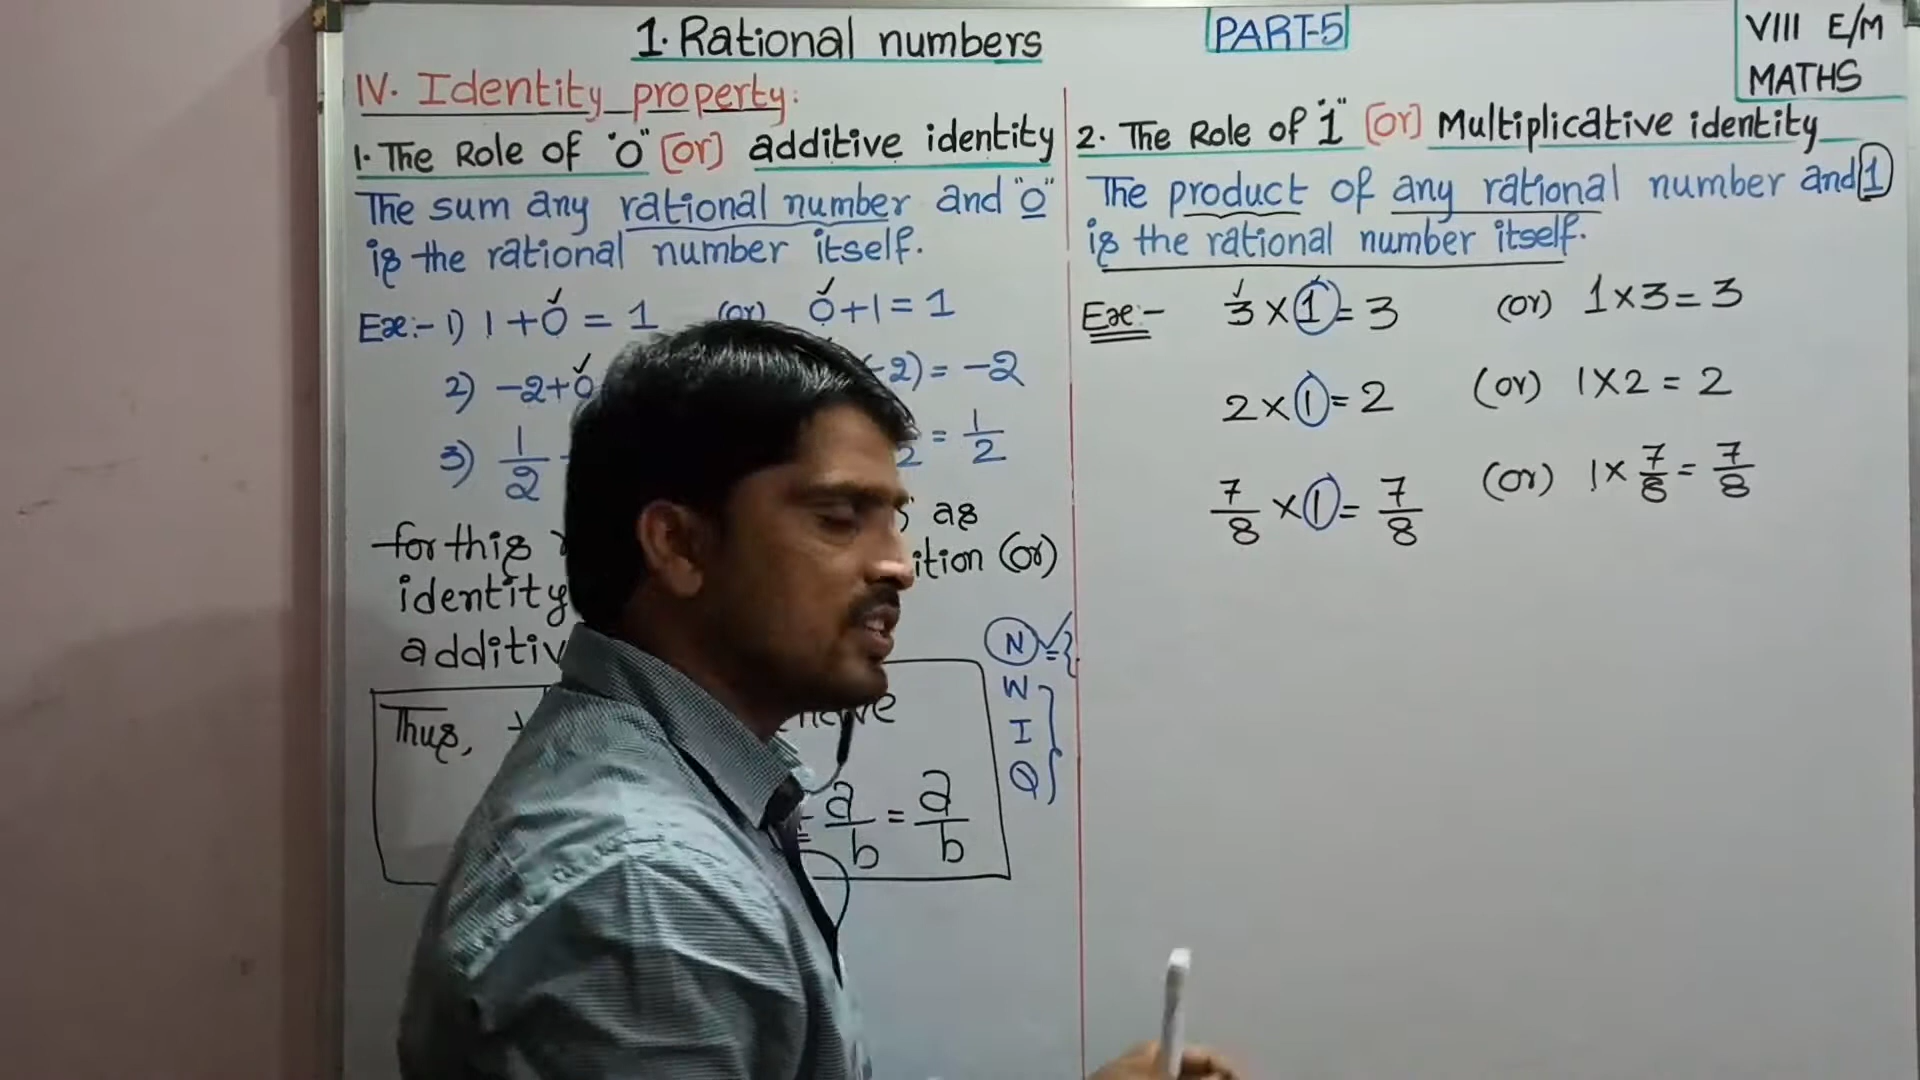 1. Rational numbers
PART-5
VIII E/M
MATHS
IV. Identity property:
1. The Role of "0" [or] additive identity
The sum any rational number and "0"
is the rational number itself.
Ex:- 1) 1 + 0 = 1 (or) 0 + 1 = 1
2) -2+0 -2) = -2
3) 1/2 2 = 1/2
for this as
identity ition (or)
additiv
Thus, have
= a/b = a/b
N = {
W
I
Q
2. The Role of "1" [or] Multiplicative identity
The product of any rational number and 1
is the rational number itself.
Ex:- 3 × 1 = 3 (or) 1 × 3 = 3
2 × 1 = 2 (or) 1 × 2 = 2
7/8 × 1 = 7/8 (or) 1 × 7/8 = 7/8